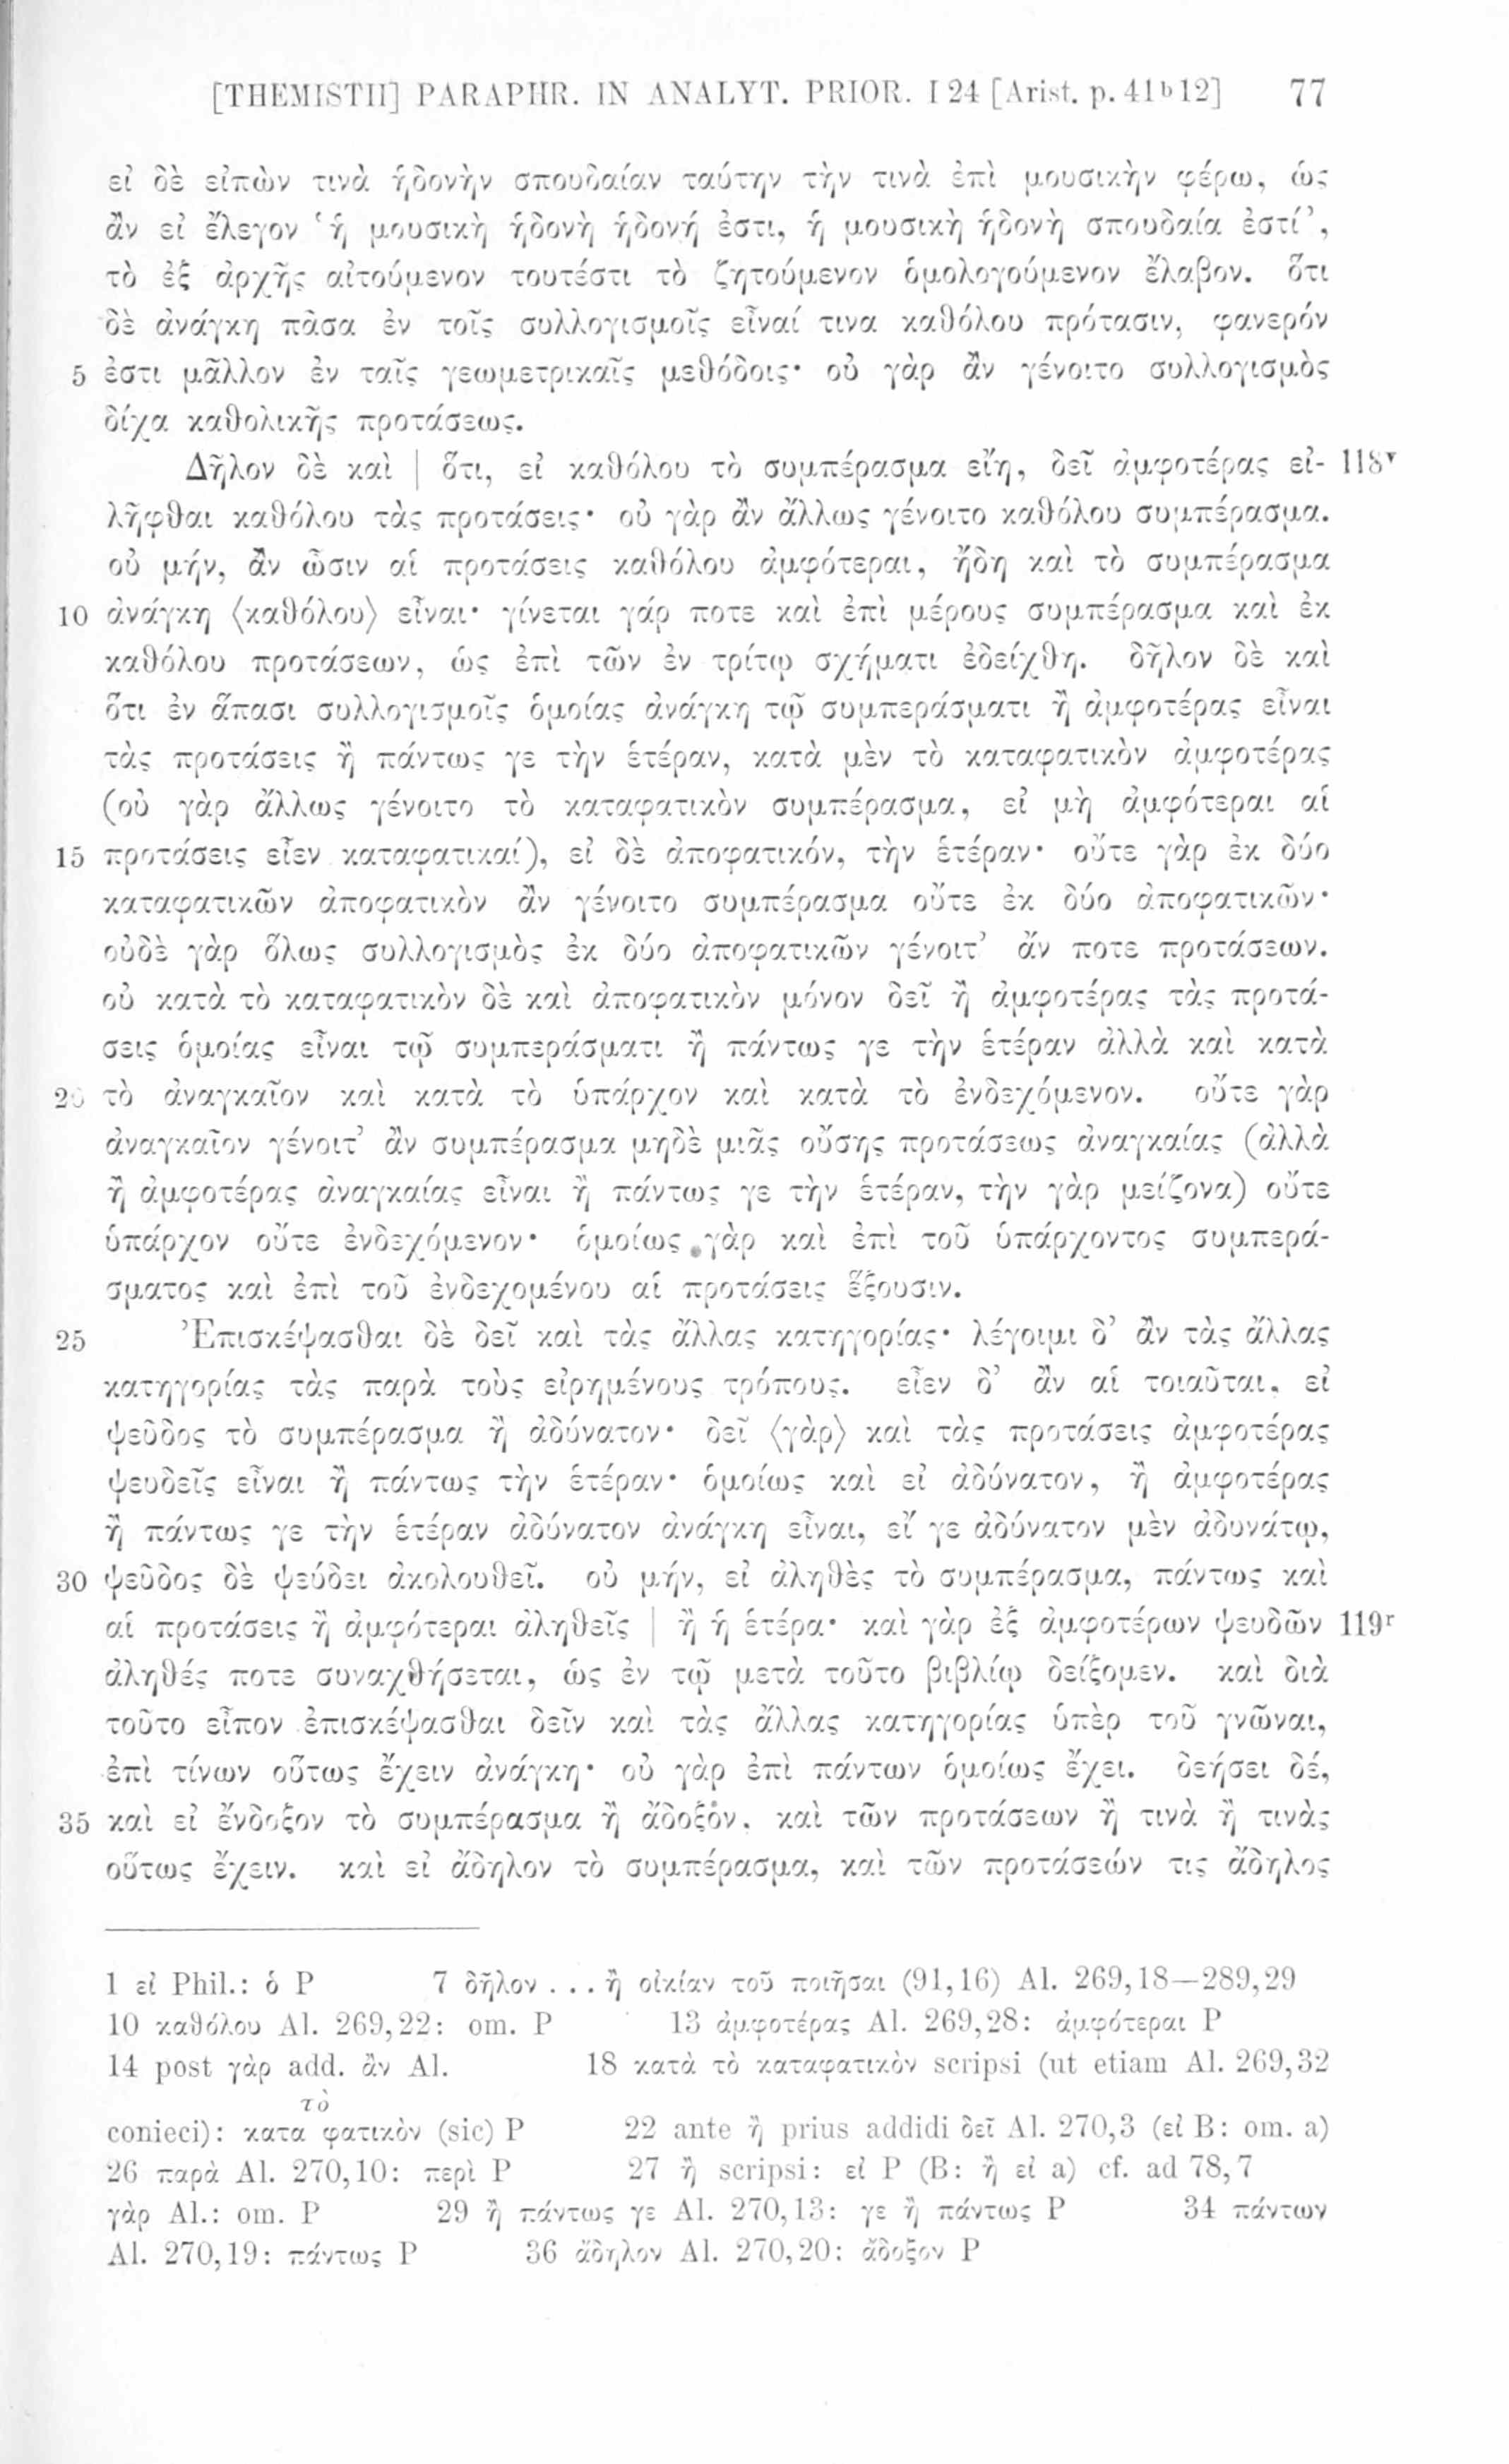 [THEMISTII] PARAPHR. IN ANALYT. PRIOR. I 24 [Arist. p. 41b12] 77
εἰ δὲ εἰπὼν τινὰ ἡδονὴν σπουδαίαν ταύτην τὴν τινὰ ἐπὶ μουσικὴν φέρω, ὡς
ἂν εἰ ἔλεγον ‘ἡ μουσικὴ ἡδονὴ ἡδονή ἐστι, ἡ μουσικὴ ἡδονὴ σπουδαία ἐστί’,
τὸ ἐξ ἀρχῆς αἰτούμενον τουτέστι τὸ ζητούμενον ὁμολογούμενον ἔλαβον. ὅτι
δὲ ἀνάγκη πᾶσα ἐν τοῖς συλλογισμοῖς εἶναί τινα καθόλου πρότασιν, φανερόν
5 ἐστι μᾶλλον ἐν ταῖς γεωμετρικαῖς μεθόδοις· οὐ γὰρ ἂν γένοιτο συλλογισμὸς
δίχα καθολικῆς προτάσεως.
Δῆλον δὲ καὶ | ὅτι, εἰ καθόλου τὸ συμπέρασμα εἴη, δεῖ ἀμφοτέρας εἰ- 118v
λῆφθαι καθόλου τὰς προτάσεις· οὐ γὰρ ἂν ἄλλως γένοιτο καθόλου συμπέρασμα.
οὐ μήν, ἂν ὦσιν αἱ προτάσεις καθόλου ἀμφότεραι, ἤδη καὶ τὸ συμπέρασμα
10 ἀνάγκη ⟨καθόλου⟩ εἶναι· γίνεται γάρ ποτε καὶ ἐπὶ μέρους συμπέρασμα καὶ ἐκ
καθόλου προτάσεων, ὡς ἐπὶ τῶν ἐν τρίτῳ σχήματι ἐδείχθη. δῆλον δὲ καὶ
ὅτι ἐν ἅπασι συλλογισμοῖς ὁμοίας ἀνάγκη τῷ συμπεράσματι ἢ ἀμφοτέρας εἶναι
τὰς προτάσεις ἢ πάντως γε τὴν ἑτέραν, κατὰ μὲν τὸ καταφατικὸν ἀμφοτέρας
(οὐ γὰρ ἄλλως γένοιτο τὸ καταφατικὸν συμπέρασμα, εἰ μὴ ἀμφότεραι αἱ
15 προτάσεις εἶεν καταφατικαί), εἰ δὲ ἀποφατικόν, τὴν ἑτέραν· οὔτε γὰρ ἐκ δύο
καταφατικῶν ἀποφατικὸν ἂν γένοιτο συμπέρασμα οὔτε ἐκ δύο ἀποφατικῶν·
οὐδὲ γὰρ ὅλως συλλογισμὸς ἐκ δύο ἀποφατικῶν γένοιτ’ ἄν ποτε προτάσεων.
οὐ κατὰ τὸ καταφατικὸν δὲ καὶ ἀποφατικὸν μόνον δεῖ ἢ ἀμφοτέρας τὰς προτά-
σεις ὁμοίας εἶναι τῷ συμπεράσματι ἢ πάντως γε τὴν ἑτέραν ἀλλὰ καὶ κατὰ
20 τὸ ἀναγκαῖον καὶ κατὰ τὸ ὑπάρχον καὶ κατὰ τὸ ἐνδεχόμενον. οὔτε γὰρ
ἀναγκαῖον γένοιτ’ ἂν συμπέρασμα μηδὲ μιᾶς οὔσης προτάσεως ἀναγκαίας (ἀλλὰ
ἢ ἀμφοτέρας ἀναγκαίας εἶναι ἢ πάντως γε τὴν ἑτέραν, τὴν γὰρ μείζονα) οὔτε
ὑπάρχον οὔτε ἐνδεχόμενον· ὁμοίως γὰρ καὶ ἐπὶ τοῦ ὑπάρχοντος συμπερά-
σματος καὶ ἐπὶ τοῦ ἐνδεχομένου αἱ προτάσεις ἕξουσιν.
25 Ἐπισκέψασθαι δὲ δεῖ καὶ τὰς ἄλλας κατηγορίας· λέγοιμι δ’ ἂν τὰς ἄλλας
κατηγορίας τὰς παρὰ τοὺς εἰρημένους τρόπους. εἶεν δ’ ἂν αἱ τοιαῦται, εἰ
ψεῦδος τὸ συμπέρασμα ἢ ἀδύνατον· δεῖ ⟨γὰρ⟩ καὶ τὰς προτάσεις ἀμφοτέρας
ψευδεῖς εἶναι ἢ πάντως τὴν ἑτέραν· ὁμοίως καὶ εἰ ἀδύνατον, ἢ ἀμφοτέρας
ἢ πάντως γε τὴν ἑτέραν ἀδύνατον ἀνάγκη εἶναι, εἴ γε ἀδύνατον μὲν ἀδυνάτῳ,
30 ψεῦδος δὲ ψεύδει ἀκολουθεῖ. οὐ μήν, εἰ ἀληθὲς τὸ συμπέρασμα, πάντως καὶ
αἱ προτάσεις ἢ ἀμφότεραι ἀληθεῖς | ἢ ἡ ἑτέρα· καὶ γὰρ ἐξ ἀμφοτέρων ψευδῶν 119r
ἀληθές ποτε συναχθήσεται, ὡς ἐν τῷ μετὰ τοῦτο βιβλίῳ δείξομεν. καὶ διὰ
τοῦτο εἶπον ἐπισκέψασθαι δεῖν καὶ τὰς ἄλλας κατηγορίας ὑπὲρ τοῦ γνῶναι,
ἐπὶ τίνων οὕτως ἔχειν ἀνάγκη· οὐ γὰρ ἐπὶ πάντων ὁμοίως ἔχει. δεήσει δέ,
35 καὶ εἰ ἔνδοξον τὸ συμπέρασμα ἢ ἄδοξον, καὶ τῶν προτάσεων ἢ τινὰ ἢ τινὰς
οὕτως ἔχειν. καὶ εἰ ἄδηλον τὸ συμπέρασμα, καὶ τῶν προτάσεών τις ἄδηλος
1 εἰ Phil.: ὁ P 7 δῆλον . . . ἢ οἰκίαν τοῦ ποιῆσαι (91,16) Al. 269,18—289,29
10 καθόλου Al. 269,22: om. P 13 ἀμφοτέρας Al. 269,28: ἀμφότεραι P
14 post γὰρ add. ἂν Al. 18 κατὰ τὸ καταφατικὸν scripsi (ut etiam Al. 269,32
τὸ
conieci): κατα φατικὸν (sic) P 22 ante ἢ prius addidi δεῖ Al. 270,3 (εἰ B: om. a)
26 παρὰ Al. 270,10: περὶ P 27 ἢ scripsi: εἰ P (B: ἢ εἰ a) cf. ad 78,7
γὰρ Al.: om. P 29 ἢ πάντως γε Al. 270,13: γε ἢ πάντως P 34 πάντων
Al. 270,19: πάντως P 36 ἄδηλον Al. 270,20: ἄδοξον P